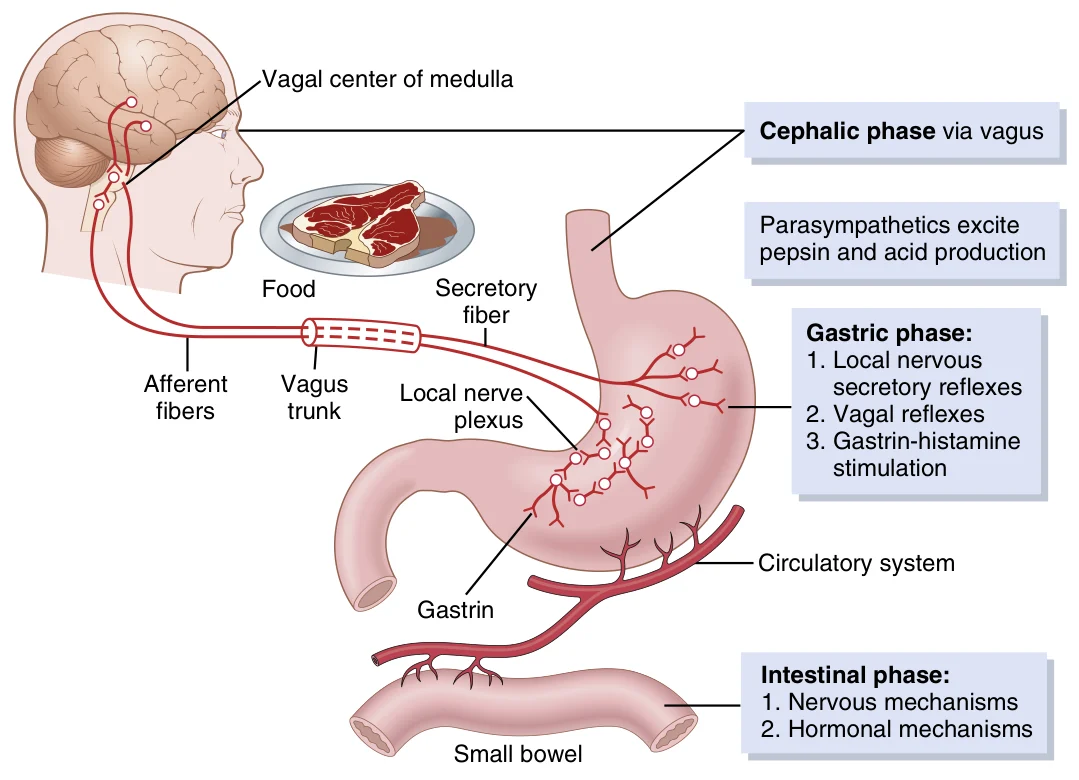 Vagal center of medulla
Cephalic phase via vagus
Parasympathetics excite
pepsin and acid production
Food
Secretory
fiber
Gastric phase:
1. Local nervous
secretory reflexes
2. Vagal reflexes
3. Gastrin-histamine
stimulation
Afferent
fibers
Vagus
trunk
Local nerve
plexus
Circulatory system
Gastrin
Intestinal phase:
1. Nervous mechanisms
2. Hormonal mechanisms
Small bowel